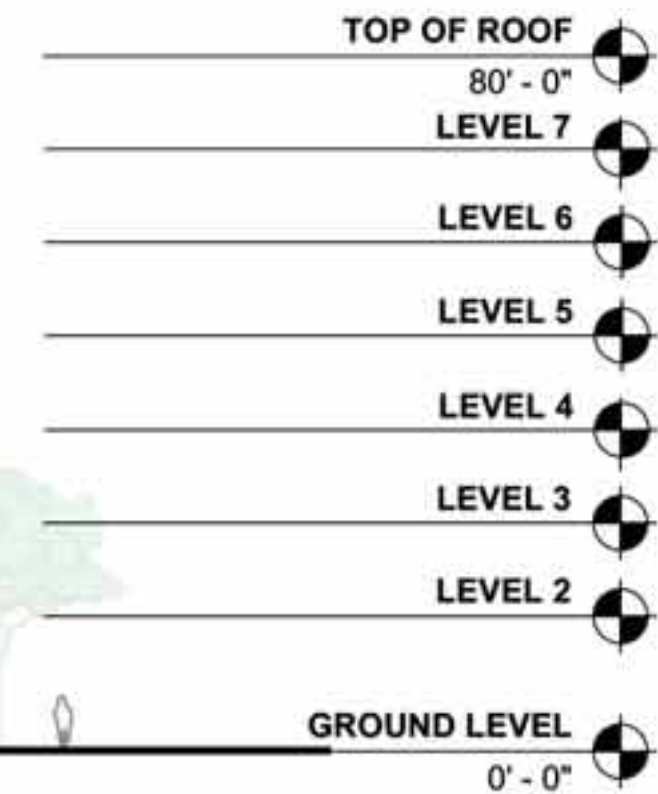 TOP OF ROOF
80' - 0"
LEVEL 7
LEVEL 6
LEVEL 5
LEVEL 4
LEVEL 3
LEVEL 2
GROUND LEVEL
0' - 0"